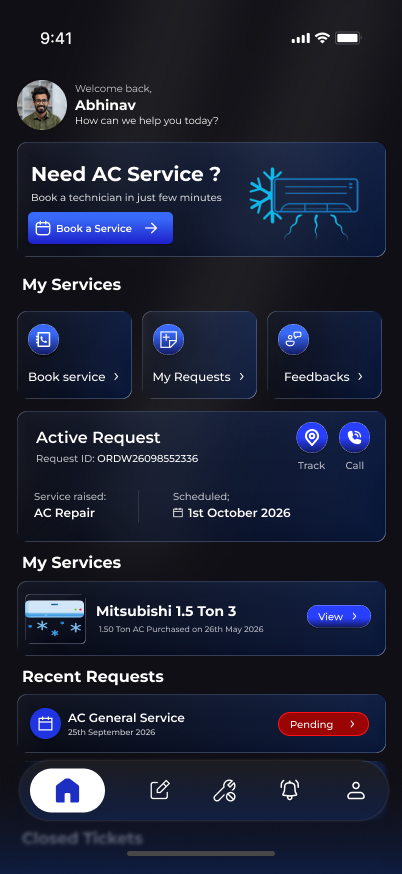 9:41
Welcome back,
Abhinav
How can we help you today?
Need AC Service ?
Book a technician in just few minutes
Book a Service
My Services
Book service
My Requests
Feedbacks
Active Request
Request ID: ORDW26098552336
Track
Call
Service raised:
Scheduled;
AC Repair
1st October 2026
My Services
Mitsubishi 1.5 Ton 3
1.50 Ton AC Purchased on 26th May 2026
View
Recent Requests
AC General Service
25th September 2026
Pending
Closed Tickets